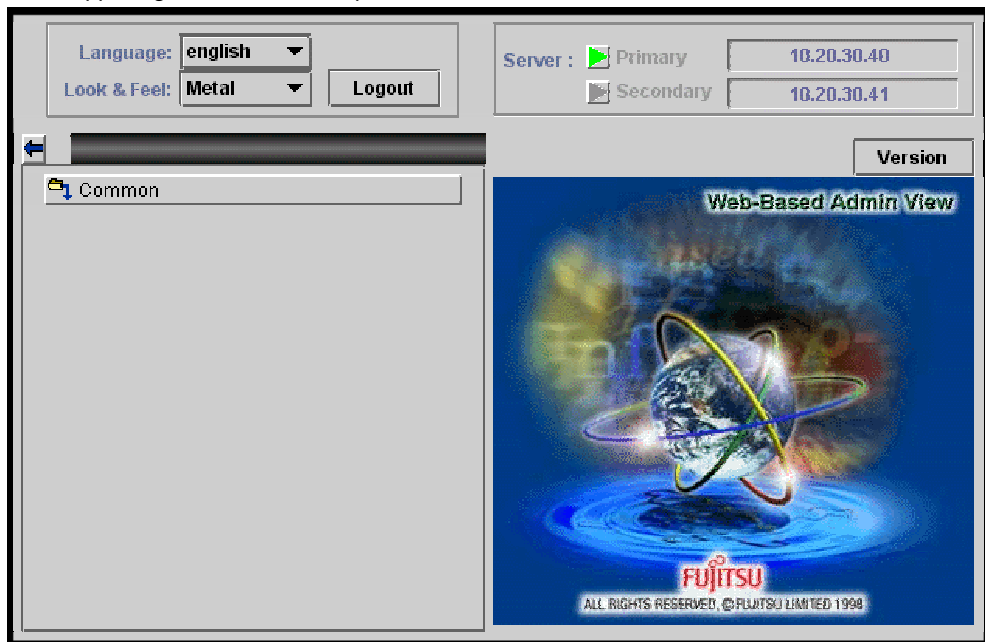 Language: english
Look & Feel: Metal Logout
Server : Primary 10.20.30.40
Secondary 10.20.30.41
Version
Common
Web-Based Admin View
FUJITSU
ALL RIGHTS RESERVED, © FUJITSU LIMITED 1998